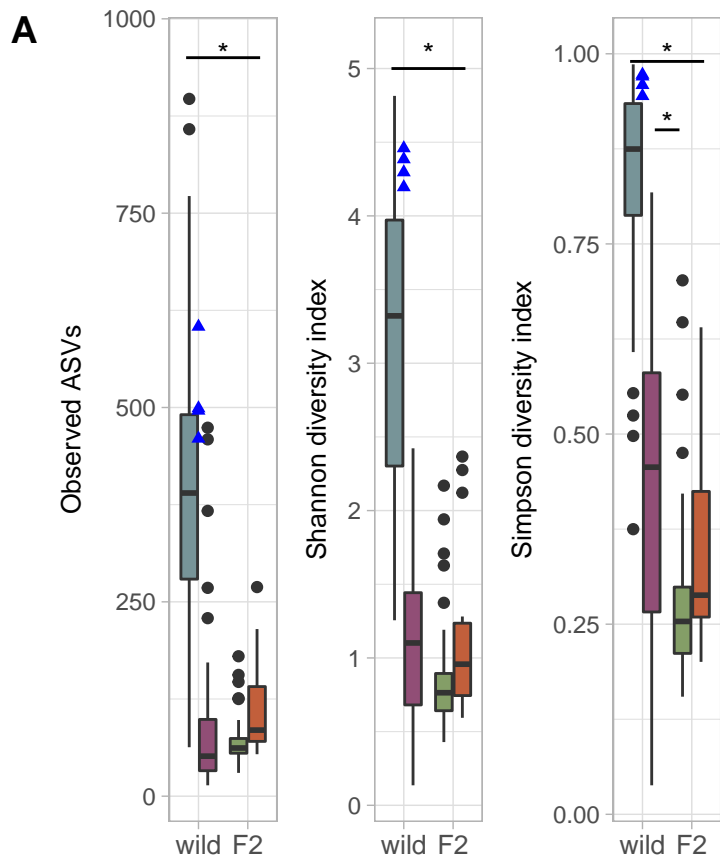 A
Observed ASVs
1000
750
500
250
0
*
wild F2
Shannon diversity index
5
4
3
2
1
0
*
wild F2
Simpson diversity index
1.00
0.75
0.50
0.25
0.00
*
*
wild F2